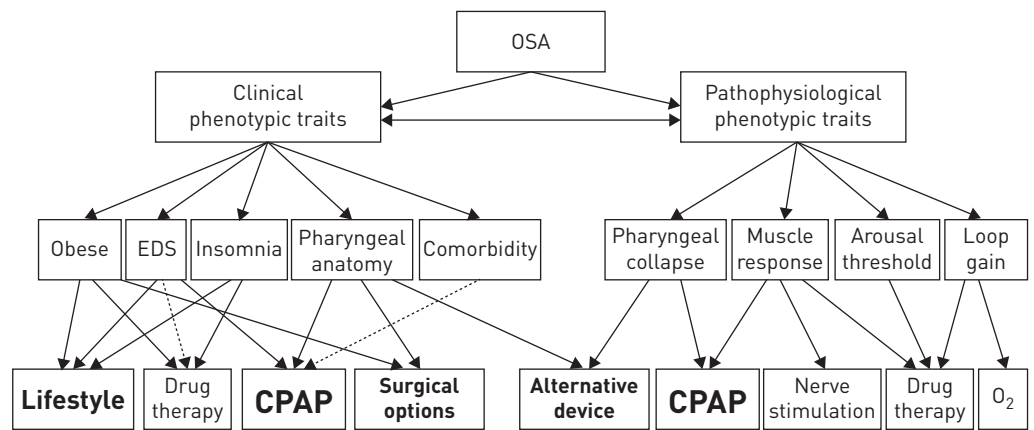 OSA
Clinical
phenotypic traits
Pathophysiological
phenotypic traits
Obese
EDS
Insomnia
Pharyngeal
anatomy
Comorbidity
Pharyngeal
collapse
Muscle
response
Arousal
threshold
Loop
gain
Lifestyle
Drug
therapy
CPAP
Surgical
options
Alternative
device
CPAP
Nerve
stimulation
Drug
therapy
O₂